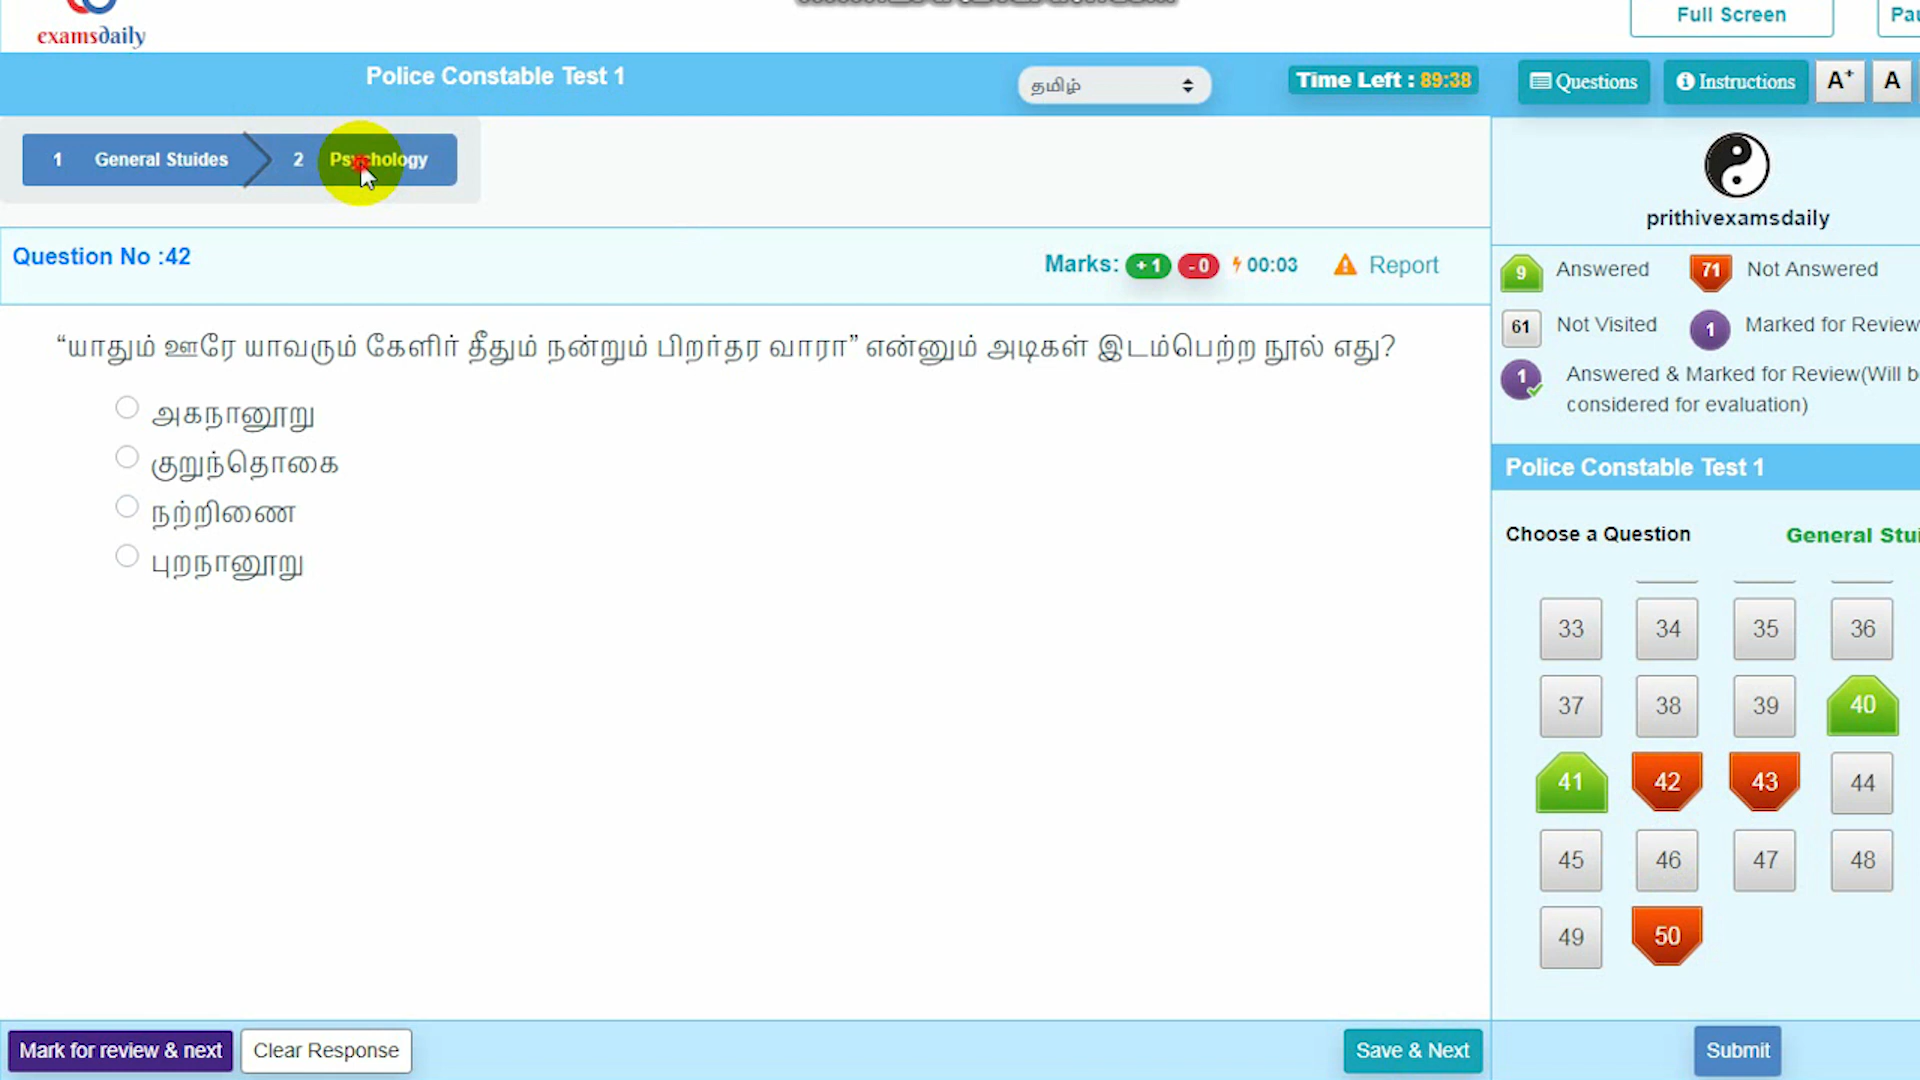 Full Screen
examsdaily
Police Constable Test 1
தமிழ்
Time Left : 89:38
Questions
Instructions
A+
A
1 General Stuides 2 Psychology
prithivexamsdaily
Question No :42
Marks: +1 -0 00:03 Report
9 Answered
71 Not Answered
61 Not Visited
1 Marked for Review
1 Answered & Marked for Review(Will b
considered for evaluation)
“யாதும் ஊரே யாவரும் கேளிர் தீதும் நன்றும் பிறர்தர வாரா” என்னும் அடிகள் இடம்பெற்ற நூல் எது?
அகநானூறு
குறுந்தொகை
நற்றிணை
புறநானூறு
Police Constable Test 1
Choose a Question
General Stui
33 34 35 36
37 38 39 40
41 42 43 44
45 46 47 48
49 50
Mark for review & next
Clear Response
Save & Next
Submit